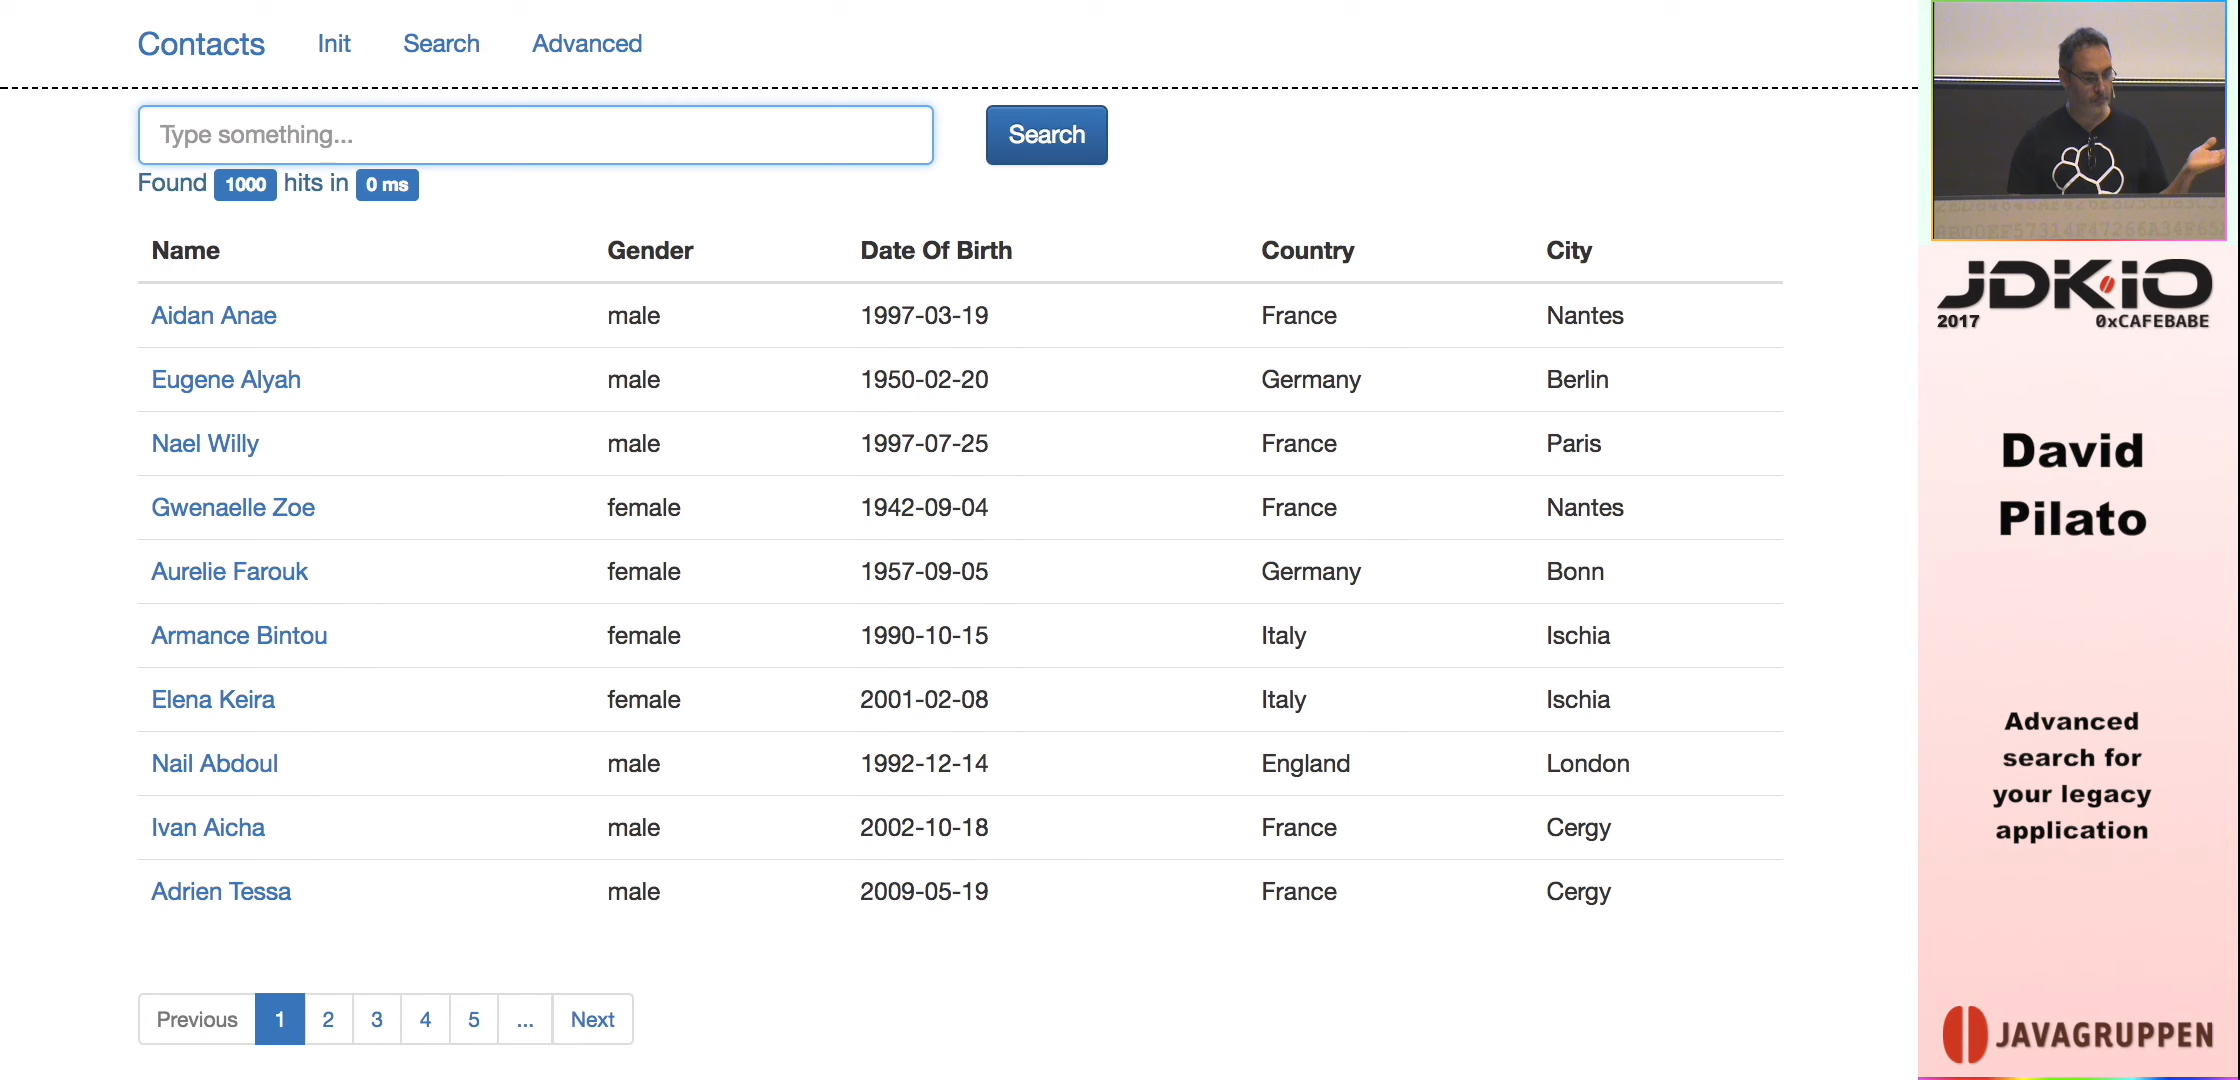 Contacts Init Search Advanced
Type something... Search
Found 1000 hits in 0 ms
Name Gender Date Of Birth Country City
Aidan Anae male 1997-03-19 France Nantes
Eugene Alyah male 1950-02-20 Germany Berlin
Nael Willy male 1997-07-25 France Paris
Gwenaelle Zoe female 1942-09-04 France Nantes
Aurelie Farouk female 1957-09-05 Germany Bonn
Armance Bintou female 1990-10-15 Italy Ischia
Elena Keira female 2001-02-08 Italy Ischia
Nail Abdoul male 1992-12-14 England London
Ivan Aicha male 2002-10-18 France Cergy
Adrien Tessa male 2009-05-19 France Cergy
Previous 1 2 3 4 5 ... Next
JDK.IO
2017 0xCAFEBABE
David
Pilato
Advanced
search for
your legacy
application
JAVAGRUPPEN